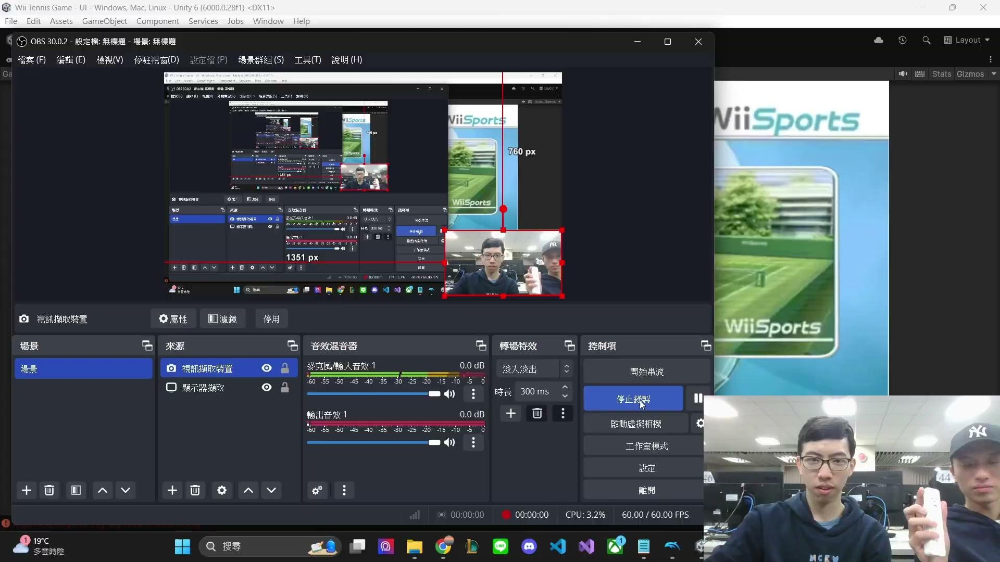 Wii Tennis Game - UI - Windows, Mac, Linux - Unity 6 (6000.0.28f1) <DX11>
File Edit Assets GameObject Component Services Jobs Window Help
OBS 30.0.2 - 設定檔: 無標題 - 場景: 無標題
Layout
檔案 (F) 編輯 (E) 檢視(V) 停駐視窗(D) 設定檔 (P) 場景群組 (S) 工具(T) 說明 (H)
Stats Gizmos
WiiSports
760 px
WiiSports
WiiSports
1351 px
WiiSports
視訊擷取裝置 屬性 濾鏡 停用
場景 來源 音效混音器 轉場特效 控制項
場景
視訊擷取裝置
顯示器擷取
麥克風/輸入音效 1 0.0 dB
-60 -55 -50 -45 -40 -35 -30 -25 -20 -15 -10 -5 0
輸出音效 1 0.0 dB
-60 -55 -50 -45 -40 -35 -30 -25 -20 -15 -10 -5 0
淡入淡出
時長 300 ms
開始串流
停止錄製
啟動虛擬相機
工作室模式
設定
離開
00:00:00 00:00:00 CPU: 3.2% 60.00 / 60.00 FPS
1 19°C
多雲時陰
搜尋
LINE
1
NY
46
44